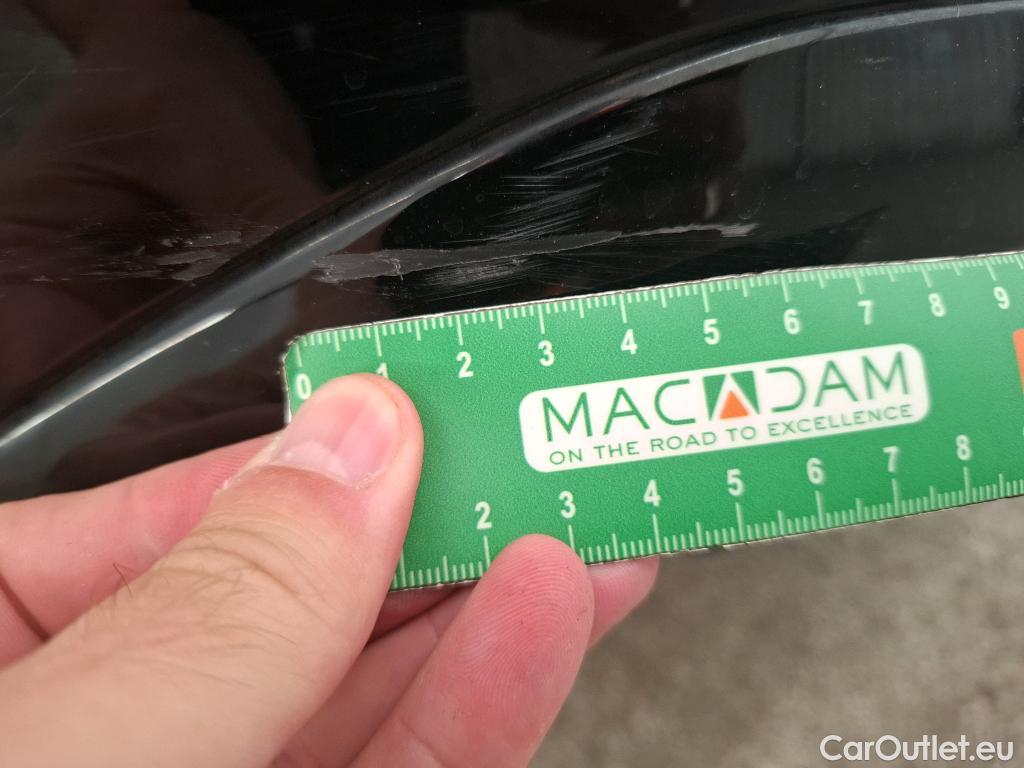 0 1 2 3 4 5 6 7 8 9
MACADAM
ON THE ROAD TO EXCELLENCE
2 3 4 5 6 7 8
CarOutlet.eu